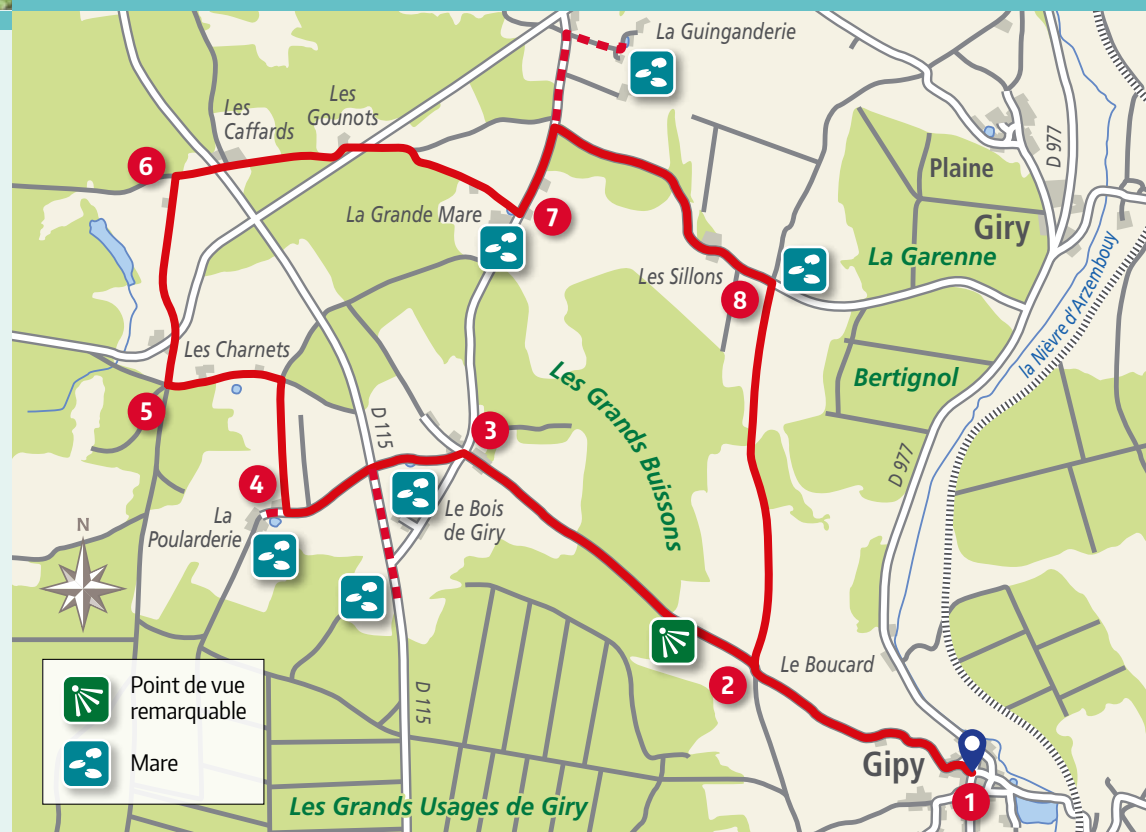 La Guinganderie
Les
Gounots
Les
Caffards
6
D 977
Plaine
Giry
La Grande Mare
7
La Garenne
Les Sillons
8
la Nièvre d'Arzembouy
Les Charnets
Bertignol
5
Les Grands Buissons
D 115
3
D 977
4
La
Poularderie
Le Bois
de Giry
N
Le Boucard
2
Point de vue
remarquable
D 115
Mare
Gipy
1
Les Grands Usages de Giry